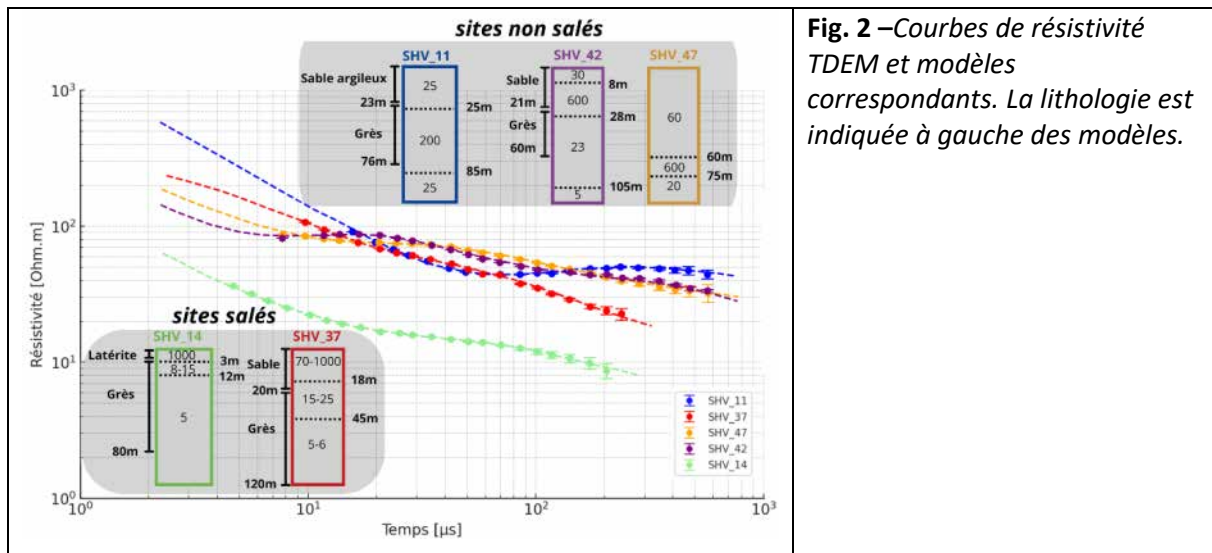 sites non salés
SHV_11
SHV_42
SHV_47
Sable argileux
23m
Grès
76m
25
25m
200
85m
25
Sable
21m
Grès
60m
30
8m
600
28m
23
105m
5
60
60m
600
75m
20
sites salés
SHV_14
SHV_37
Latérite
Grès
80m
1000
3m
8-15
12m
5
Sable
20m
Grès
120m
70-1000
18m
15-25
45m
5-6
Résistivité [Ohm.m]
10³
10²
10¹
10⁰
10⁰
10¹
10²
10³
Temps [µs]
SHV_11
SHV_37
SHV_47
SHV_42
SHV_14
Fig. 2 –Courbes de résistivité
TDEM et modèles
correspondants. La lithologie est
indiquée à gauche des modèles.